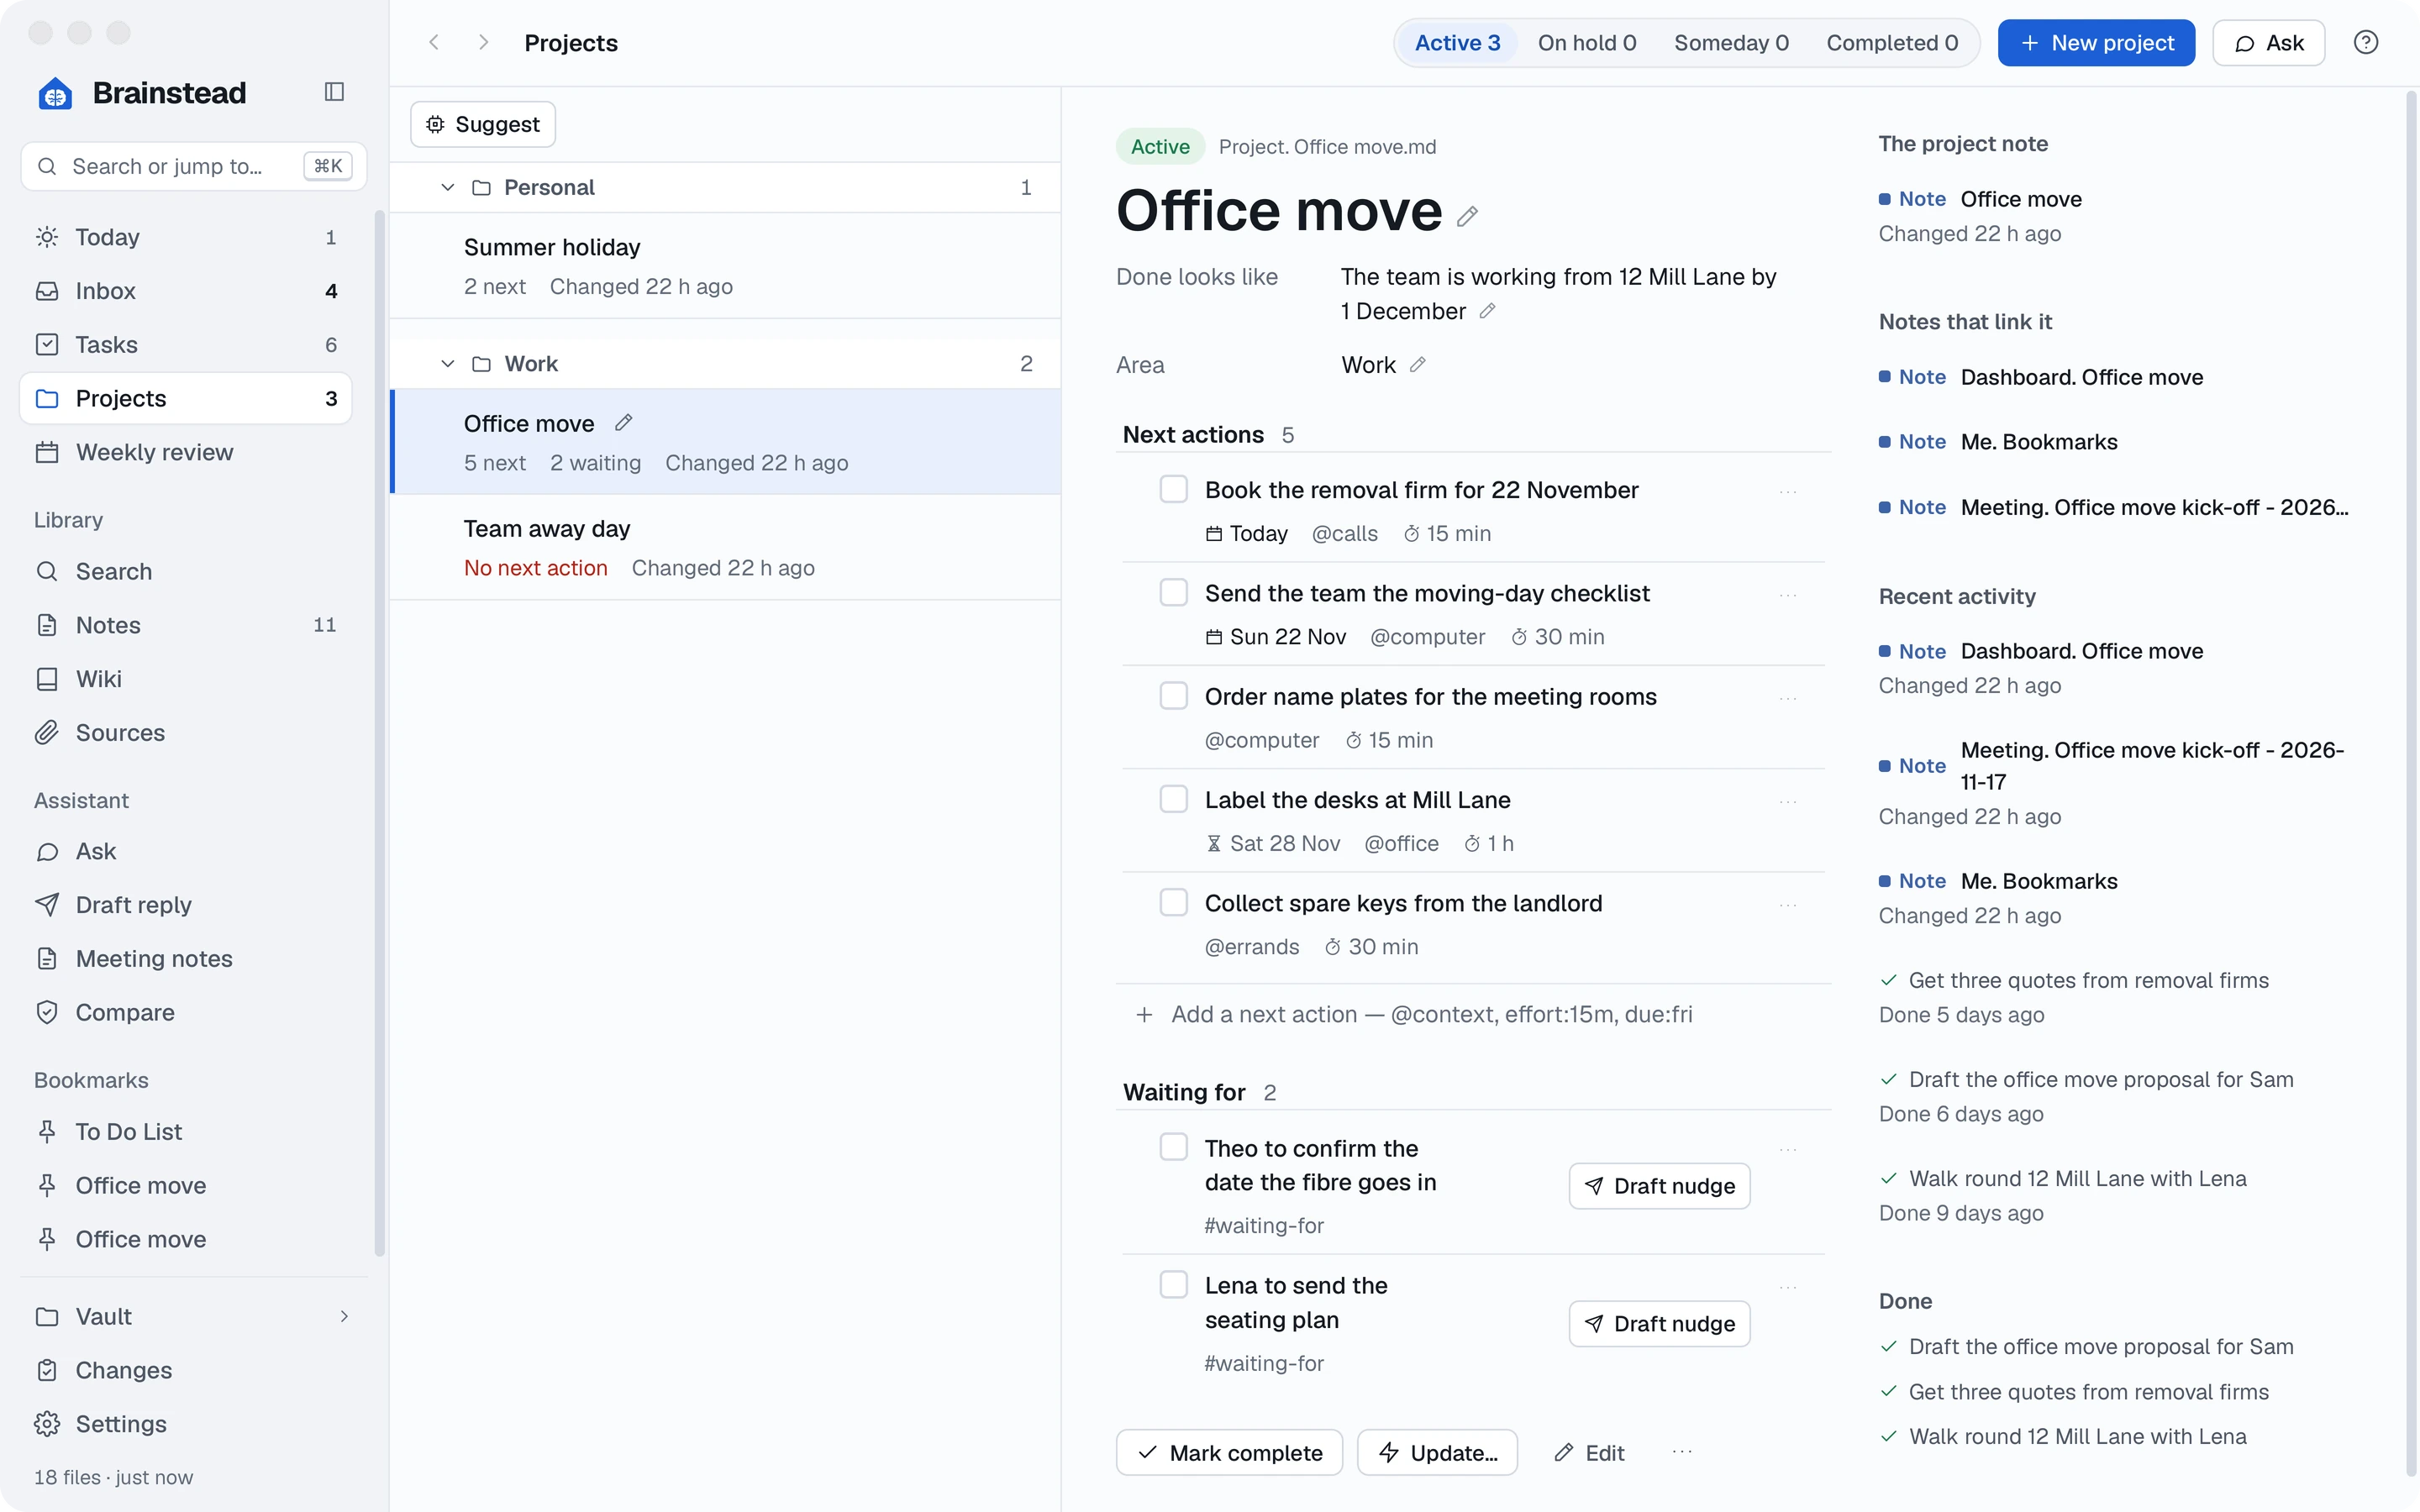 Brainstead
Search or jump to...
⌘K
Today 1
Inbox 4
Tasks 6
Projects 3
Weekly review
Library
Search
Notes 11
Wiki
Sources
Assistant
Ask
Draft reply
Meeting notes
Compare
Bookmarks
To Do List
Office move
Office move
Vault
Changes
Settings
18 files · just now
Projects
Active 3
On hold 0
Someday 0
Completed 0
+ New project
Ask
Suggest
Personal 1
Summer holiday
2 next Changed 22 h ago
Work 2
Office move
5 next 2 waiting Changed 22 h ago
Team away day
No next action Changed 22 h ago
Active Project. Office move.md
Office move
Done looks like The team is working from 12 Mill Lane by
1 December
Area Work
Next actions 5
Book the removal firm for 22 November
Today @calls 15 min
Send the team the moving-day checklist
Sun 22 Nov @computer 30 min
Order name plates for the meeting rooms
@computer 15 min
Label the desks at Mill Lane
Sat 28 Nov @office 1 h
Collect spare keys from the landlord
@errands 30 min
+ Add a next action — @context, effort:15m, due:fri
Waiting for 2
Theo to confirm the
date the fibre goes in
Draft nudge
#waiting-for
Lena to send the
seating plan
Draft nudge
#waiting-for
Mark complete
Update...
Edit
The project note
Note Office move
Changed 22 h ago
Notes that link it
Note Dashboard. Office move
Note Me. Bookmarks
Note Meeting. Office move kick-off - 2026...
Recent activity
Note Dashboard. Office move
Changed 22 h ago
Note Meeting. Office move kick-off - 2026-
11-17
Changed 22 h ago
Note Me. Bookmarks
Changed 22 h ago
Get three quotes from removal firms
Done 5 days ago
Draft the office move proposal for Sam
Done 6 days ago
Walk round 12 Mill Lane with Lena
Done 9 days ago
Done
Draft the office move proposal for Sam
Get three quotes from removal firms
Walk round 12 Mill Lane with Lena